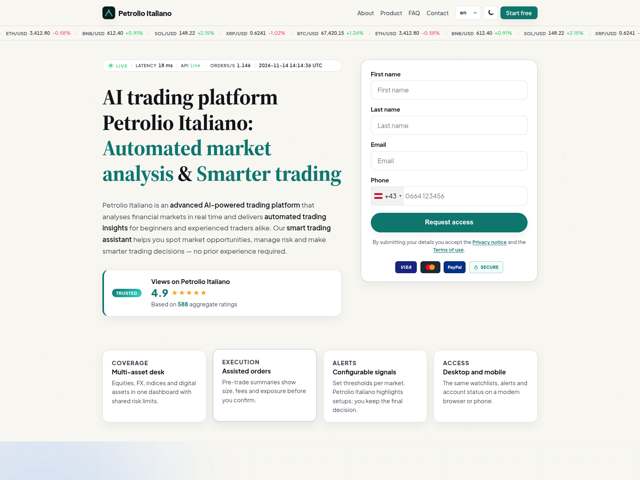 Petrolio Italiano
About Product FAQ Contact en Start free
ETH/USD 3,412.80 -0.58% BNB/USD 612.40 +0.91% SOL/USD 148.22 +2.15% XRP/USD 0.6241 -1.02% BTC/USD 67,420.15 +1.24% ETH/USD 3,412.80 -0.58% BNB/USD 612.40 +0.91% SOL/USD 148.22 +2.15% XRP/USD 0.6241
LIVE LATENCY 18 ms API Live ORDERS/S 1.146 2026-11-14 14:14:36 UTC
AI trading platform
Petrolio Italiano:
Automated market
analysis & Smarter trading
Petrolio Italiano is an advanced AI-powered trading platform that
analyses financial markets in real time and delivers automated trading
insights for beginners and experienced traders alike. Our smart trading
assistant helps you spot market opportunities, manage risk and make
smarter trading decisions — no prior experience required.
TRUSTED
Views on Petrolio Italiano
4.9 ★★★★★
Based on 588 aggregate ratings
First name
First name
Last name
Last name
Email
Email
Phone
+43 0664 123456
Request access
By submitting your details you accept the Privacy notice and the
Terms of use.
VISA PayPal SECURE
COVERAGE
Multi-asset desk
Equities, FX, indices and digital
assets in one dashboard with
shared risk limits.
EXECUTION
Assisted orders
Pre-trade summaries show
size, fees and exposure before
you confirm.
ALERTS
Configurable signals
Set thresholds per market.
Petrolio Italiano highlights
setups; you keep the final
decision.
ACCESS
Desktop and mobile
The same watchlists, alerts and
account status on a modern
browser or phone.